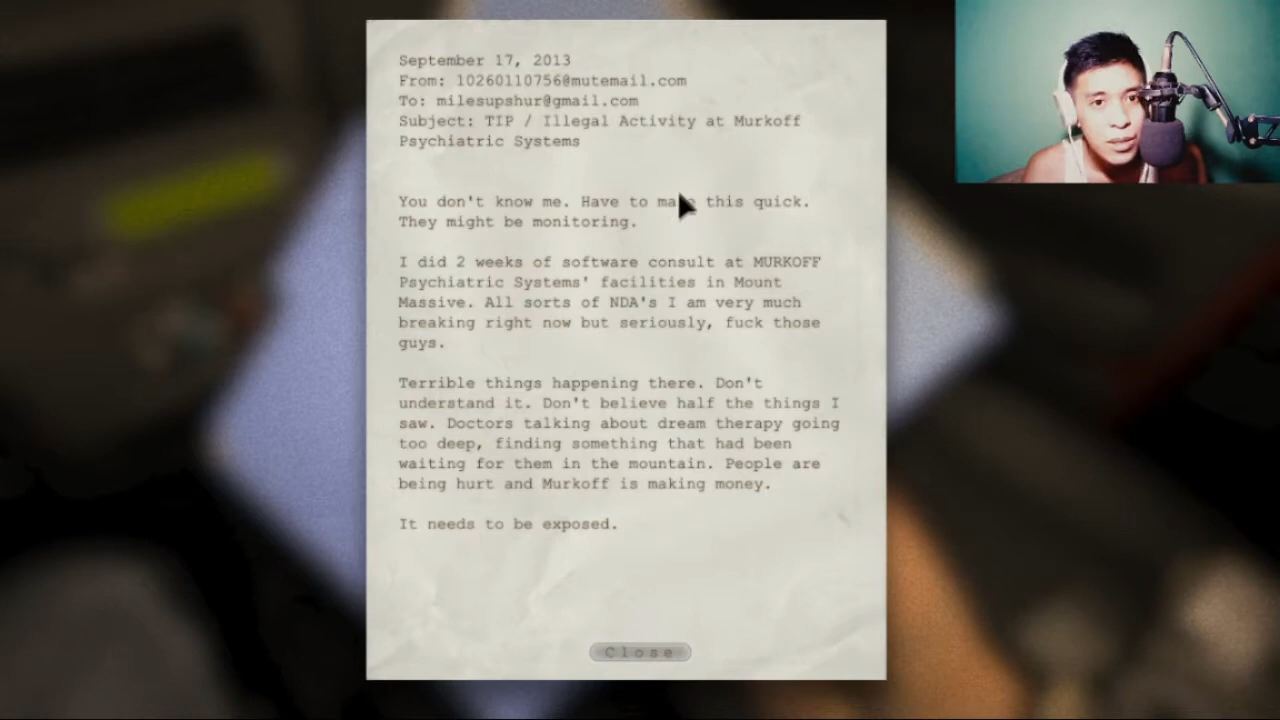 September 17, 2013
From: 10260110756@mutemail.com
To: milesupshur@gmail.com
Subject: TIP / Illegal Activity at Murkoff
Psychiatric Systems
You don't know me. Have to make this quick.
They might be monitoring.
I did 2 weeks of software consult at MURKOFF
Psychiatric Systems' facilities in Mount
Massive. All sorts of NDA's I am very much
breaking right now but seriously, fuck those
guys.
Terrible things happening there. Don't
understand it. Don't believe half the things I
saw. Doctors talking about dream therapy going
too deep, finding something that had been
waiting for them in the mountain. People are
being hurt and Murkoff is making money.
It needs to be exposed.
Close